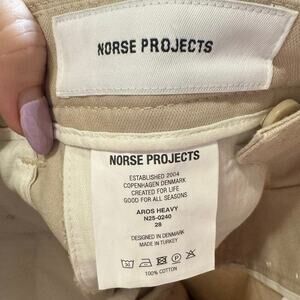 NORSE PROJECTS
NORSE PROJECTS
ESTABLISHED 2004
COPENHAGEN DENMARK
CREATED FOR LIFE
GOOD FOR ALL SEASONS
AROS HEAVY
N25-0240
28
DESIGNED IN DENMARK
MADE IN TURKEY
100% COTTON